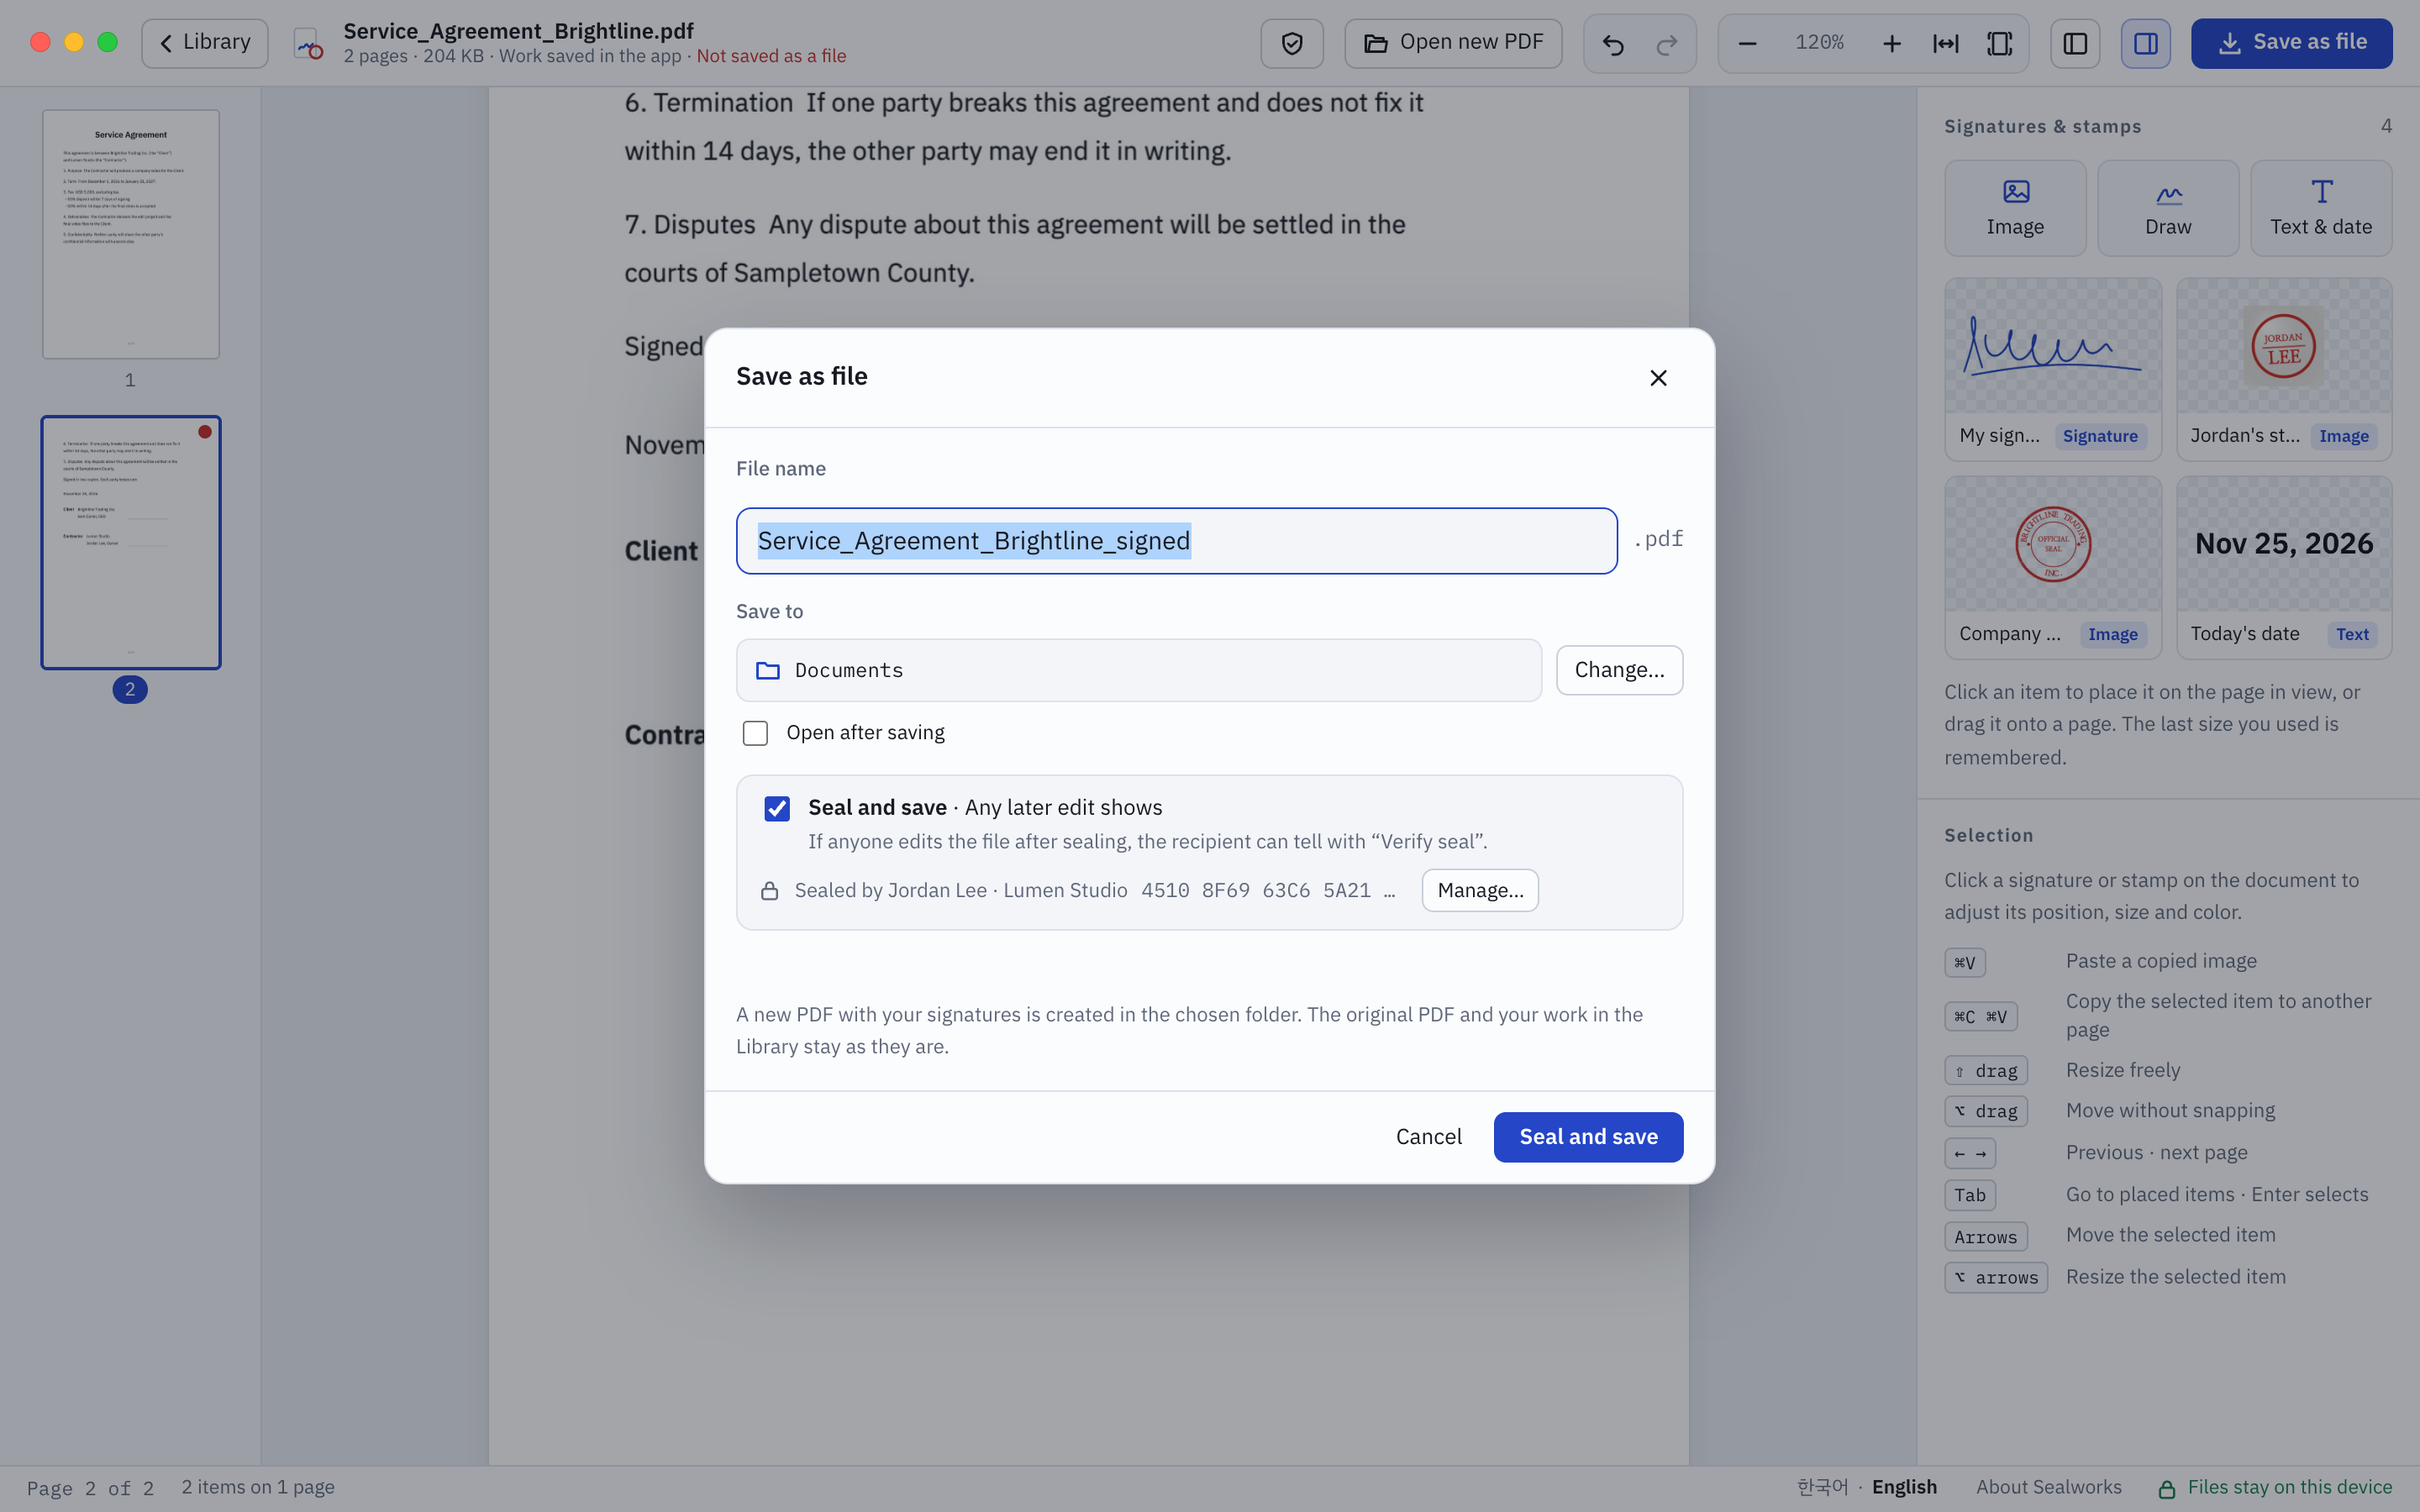 Library
Service_Agreement_Brightline.pdf
2 pages · 204 KB · Work saved in the app · Not saved as a file
Open new PDF
120%
Save as file
Service Agreement
1
2
6. Termination If one party breaks this agreement and does not fix it
within 14 days, the other party may end it in writing.
7. Disputes Any dispute about this agreement will be settled in the
courts of Sampletown County.
Signed
Novem
Client
Contra
Save as file
File name
Service_Agreement_Brightline_signed
.pdf
Save to
Documents
Change...
Open after saving
Seal and save · Any later edit shows
If anyone edits the file after sealing, the recipient can tell with “Verify seal”.
Sealed by Jordan Lee · Lumen Studio 4510 8F69 63C6 5A21 …
Manage...
A new PDF with your signatures is created in the chosen folder. The original PDF and your work in the
Library stay as they are.
Cancel
Seal and save
Signatures & stamps
4
Image
Draw
Text & date
JORDAN
LEE
My sign... Signature
Jordan's st... Image
BRIGHTLINE TRADING
OFFICIAL
SEAL
INC.
Nov 25, 2026
Company ... Image
Today's date Text
Click an item to place it on the page in view, or
drag it onto a page. The last size you used is
remembered.
Selection
Click a signature or stamp on the document to
adjust its position, size and color.
⌘V Paste a copied image
⌘C ⌘V Copy the selected item to another
page
⇧ drag Resize freely
⌥ drag Move without snapping
← → Previous · next page
Tab Go to placed items · Enter selects
Arrows Move the selected item
⌥ arrows Resize the selected item
Page 2 of 2
2 items on 1 page
한국어 · English
About Sealworks
Files stay on this device